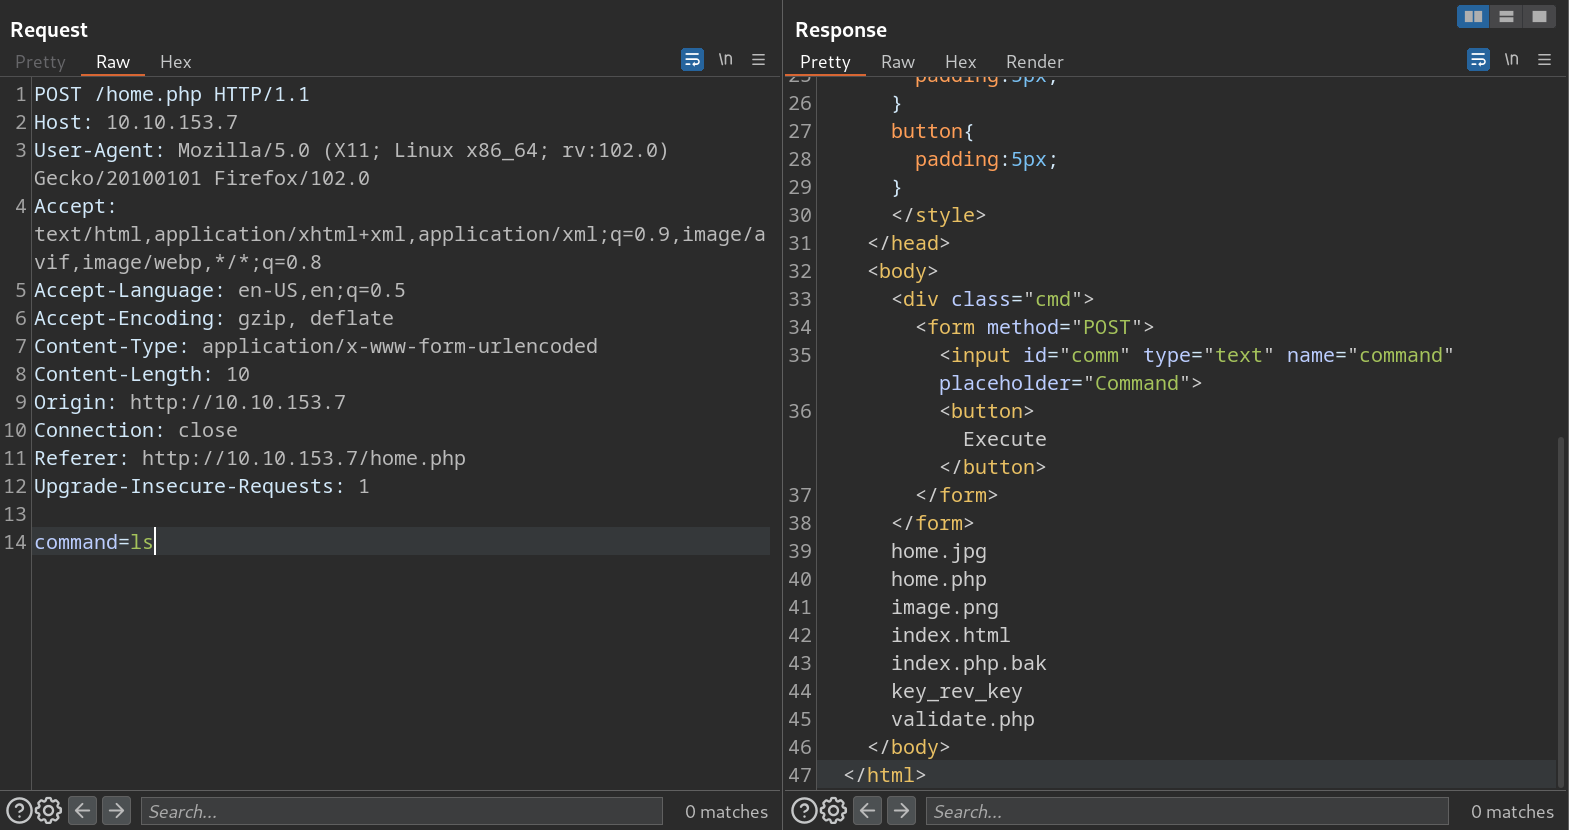 Request
Pretty Raw Hex \n
1 POST /home.php HTTP/1.1
2 Host: 10.10.153.7
3 User-Agent: Mozilla/5.0 (X11; Linux x86_64; rv:102.0)
Gecko/20100101 Firefox/102.0
4 Accept:
text/html,application/xhtml+xml,application/xml;q=0.9,image/a
vif,image/webp,*/*;q=0.8
5 Accept-Language: en-US,en;q=0.5
6 Accept-Encoding: gzip, deflate
7 Content-Type: application/x-www-form-urlencoded
8 Content-Length: 10
9 Origin: http://10.10.153.7
10 Connection: close
11 Referer: http://10.10.153.7/home.php
12 Upgrade-Insecure-Requests: 1
13
14 command=ls
Search...
0 matches
Response
Pretty Raw Hex Render \n
25 padding:5px;
26 }
27 button{
28 padding:5px;
29 }
30 </style>
31 </head>
32 <body>
33 <div class="cmd">
34 <form method="POST">
35 <input id="comm" type="text" name="command"
placeholder="Command">
36 <button>
Execute
</button>
37 </form>
38 </form>
39 home.jpg
40 home.php
41 image.png
42 index.html
43 index.php.bak
44 key_rev_key
45 validate.php
46 </body>
47 </html>
Search...
0 matches